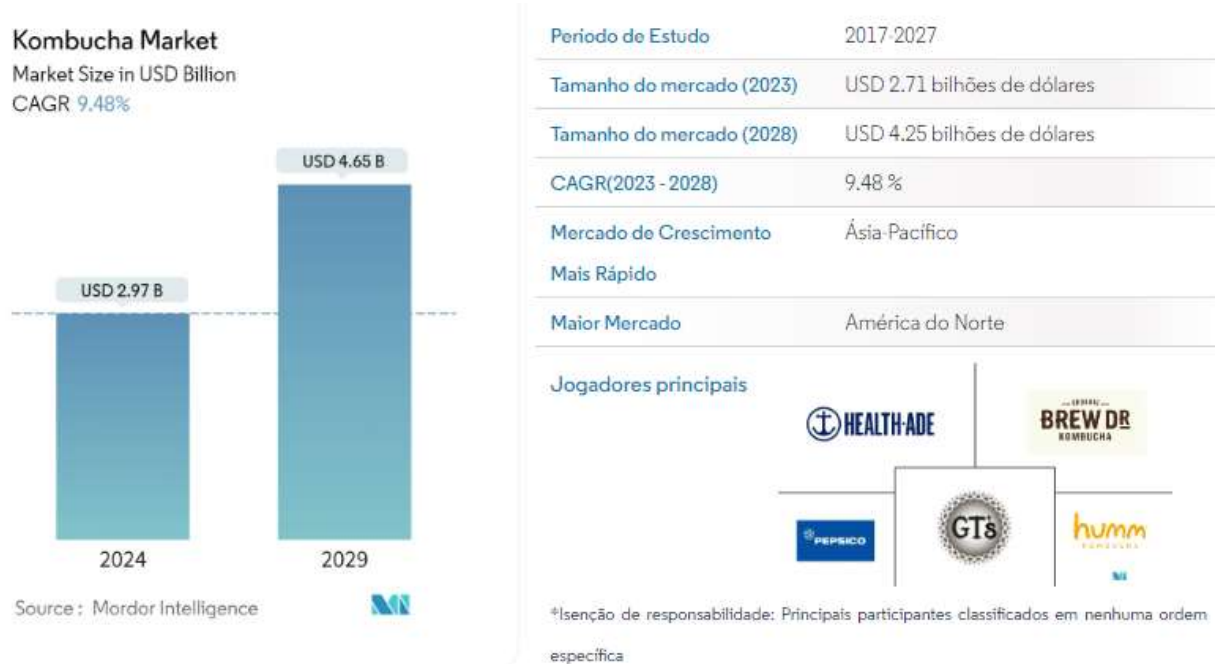 Kombucha Market
Market Size in USD Billion
CAGR 9.48%
USD 4.65 B
USD 2.97 B
2024
2029
Source : Mordor Intelligence
Período de Estudo 2017-2027
Tamanho do mercado (2023) USD 2.71 bilhões de dólares
Tamanho do mercado (2028) USD 4.25 bilhões de dólares
CAGR(2023 - 2028) 9.48 %
Mercado de Crescimento Ásia-Pacífico
Mais Rápido
Maior Mercado América do Norte
Jogadores principais
HEALTH-ADE
BREW DR
KOMBUCHA
PEPSICO
GT's
humm
KOMBUCHA
*Isenção de responsabilidade: Principais participantes classificados em nenhuma ordem
específica